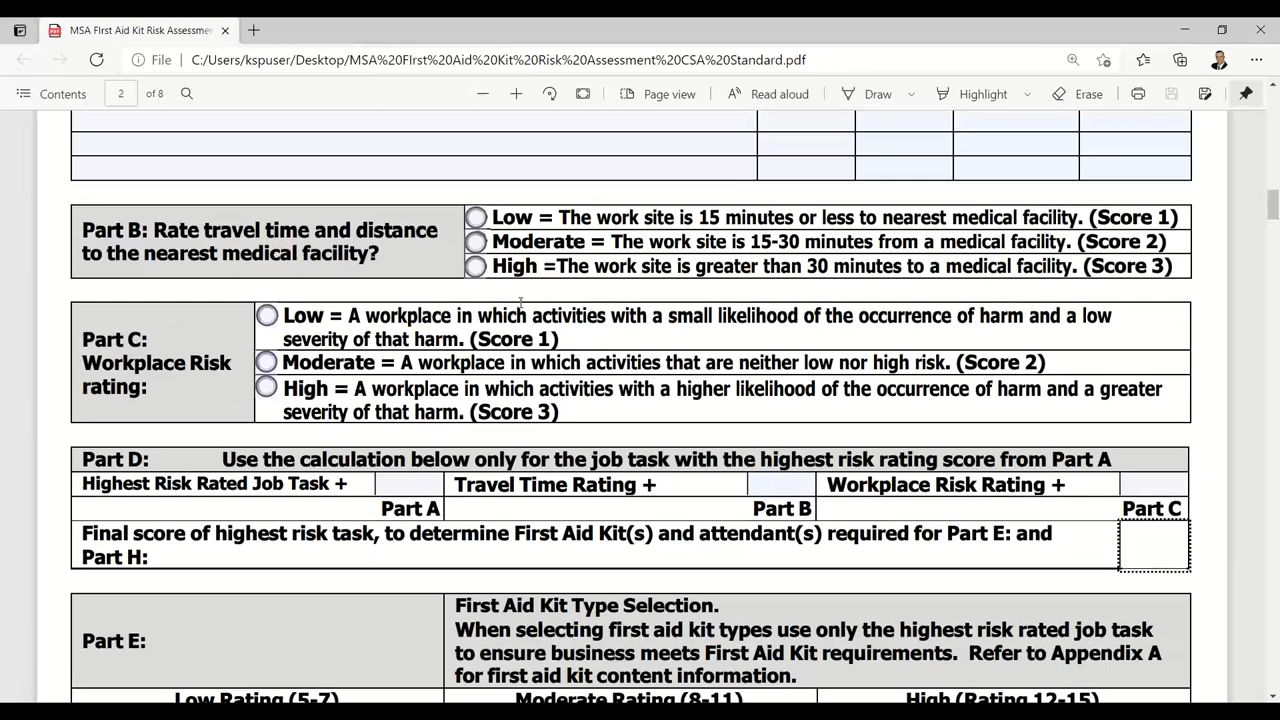 MSA FIrst Aid Kit Risk Assessme
File
C:/Users/kspuser/Desktop/MSA%20FIrst%20Aid%20Kit%20Risk%20Assessment%20CSA%20Standard.pdf
Contents
2
of 8
Page view
Read aloud
Draw
Highlight
Erase
Part B: Rate travel time and distance
to the nearest medical facility?
Low = The work site is 15 minutes or less to nearest medical facility. (Score 1)
Moderate = The work site is 15-30 minutes from a medical facility. (Score 2)
High =The work site is greater than 30 minutes to a medical facility. (Score 3)
Part C:
Workplace Risk
rating:
Low = A workplace in which activities with a small likelihood of the occurrence of harm and a low
severity of that harm. (Score 1)
Moderate = A workplace in which activities that are neither low nor high risk. (Score 2)
High = A workplace in which activities with a higher likelihood of the occurrence of harm and a greater
severity of that harm. (Score 3)
Part D: Use the calculation below only for the job task with the highest risk rating score from Part A
Highest Risk Rated Job Task +
Travel Time Rating +
Workplace Risk Rating +
Part A
Part B
Part C
Final score of highest risk task, to determine First Aid Kit(s) and attendant(s) required for Part E: and
Part H:
Part E:
First Aid Kit Type Selection.
When selecting first aid kit types use only the highest risk rated job task
to ensure business meets First Aid Kit requirements. Refer to Appendix A
for first aid kit content information.
Low Rating (5-7)
Moderate Rating (8-11)
High (Rating 12-15)